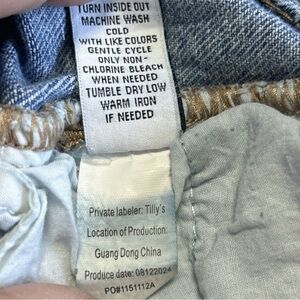 TURN INSIDE OUT
MACHINE WASH
COLD
WITH LIKE COLORS
GENTLE CYCLE
ONLY NON-
CHLORINE BLEACH
WHEN NEEDED
TUMBLE DRY LOW
WARM IRON
IF NEEDED
Private labeler: Tilly's
Location of Production:
Guang Dong China
Produce date: 08122024
PO#1151112A